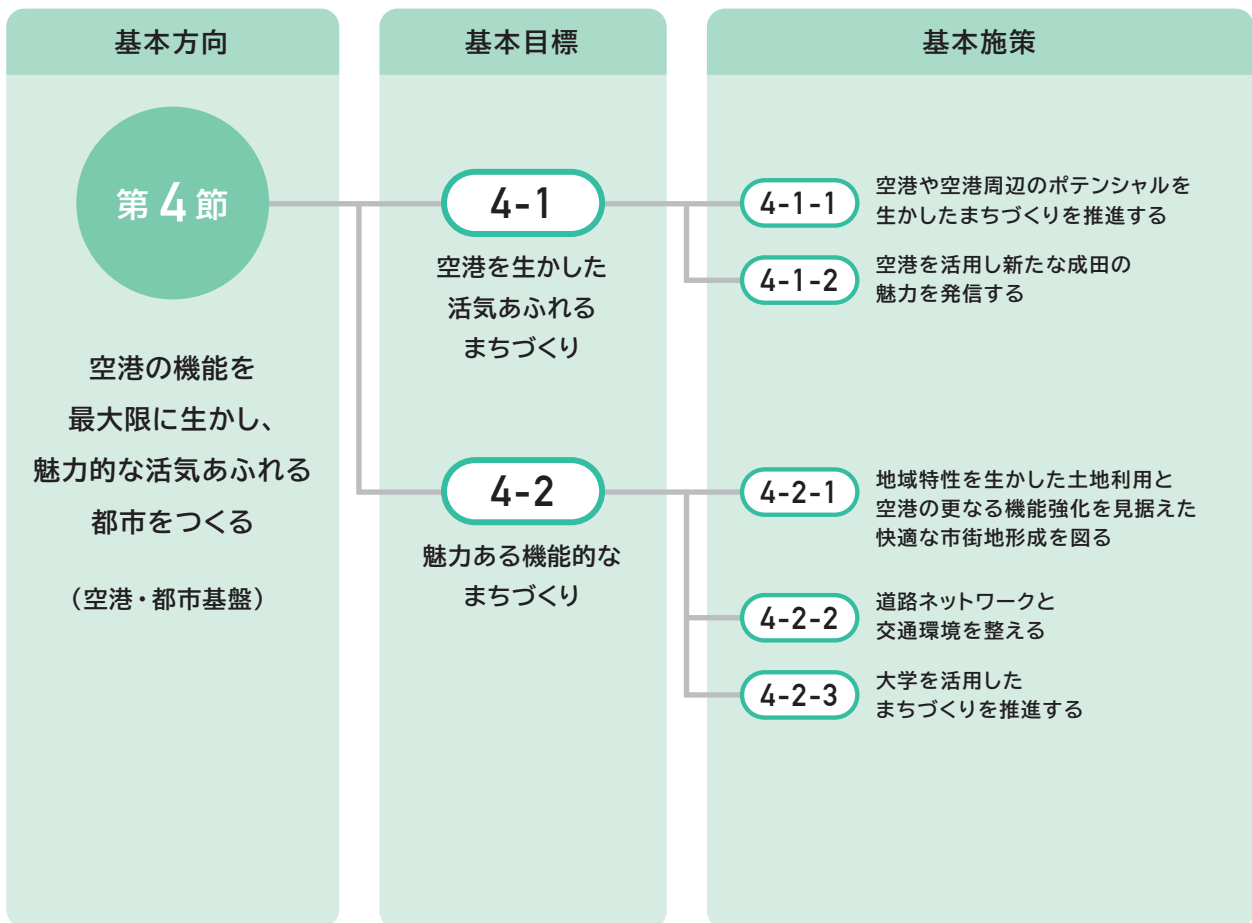 基本方向
第4節
空港の機能を
最大限に生かし、
魅力的な活気あふれる
都市をつくる
（空港・都市基盤）
基本目標
4-1
空港を生かした
活気あふれる
まちづくり
4-2
魅力ある機能的な
まちづくり
基本施策
4-1-1
空港や空港周辺のポテンシャルを
生かしたまちづくりを推進する
4-1-2
空港を活用し新たな成田の
魅力を発信する
4-2-1
地域特性を生かした土地利用と
空港の更なる機能強化を見据えた
快適な市街地形成を図る
4-2-2
道路ネットワークと
交通環境を整える
4-2-3
大学を活用した
まちづくりを推進する